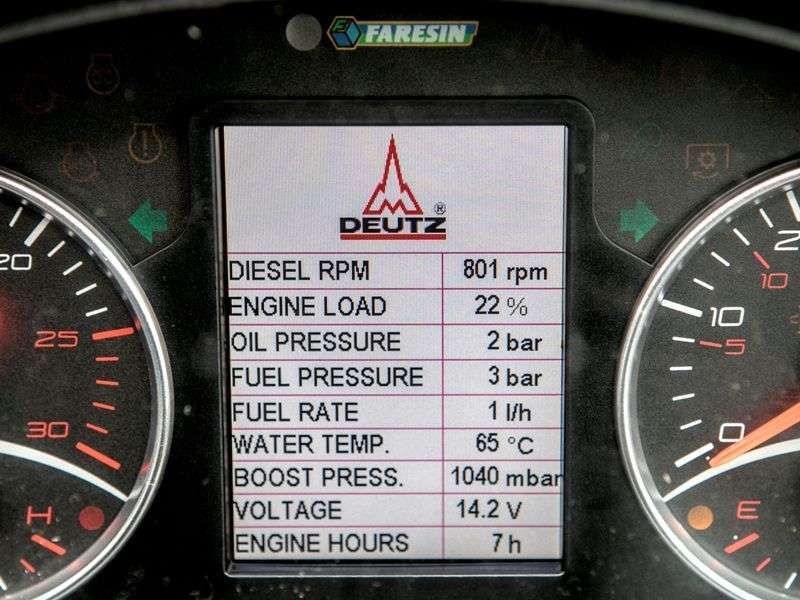 FARESIN
DEUTZ®
DIESEL RPM 801 rpm
ENGINE LOAD 22 %
OIL PRESSURE 2 bar
FUEL PRESSURE 3 bar
FUEL RATE 1 l/h
WATER TEMP. 65 °C
BOOST PRESS. 1040 mbar
VOLTAGE 14.2 V
ENGINE HOURS 7 h
20
25
30
H
2
10
10
5
0
E